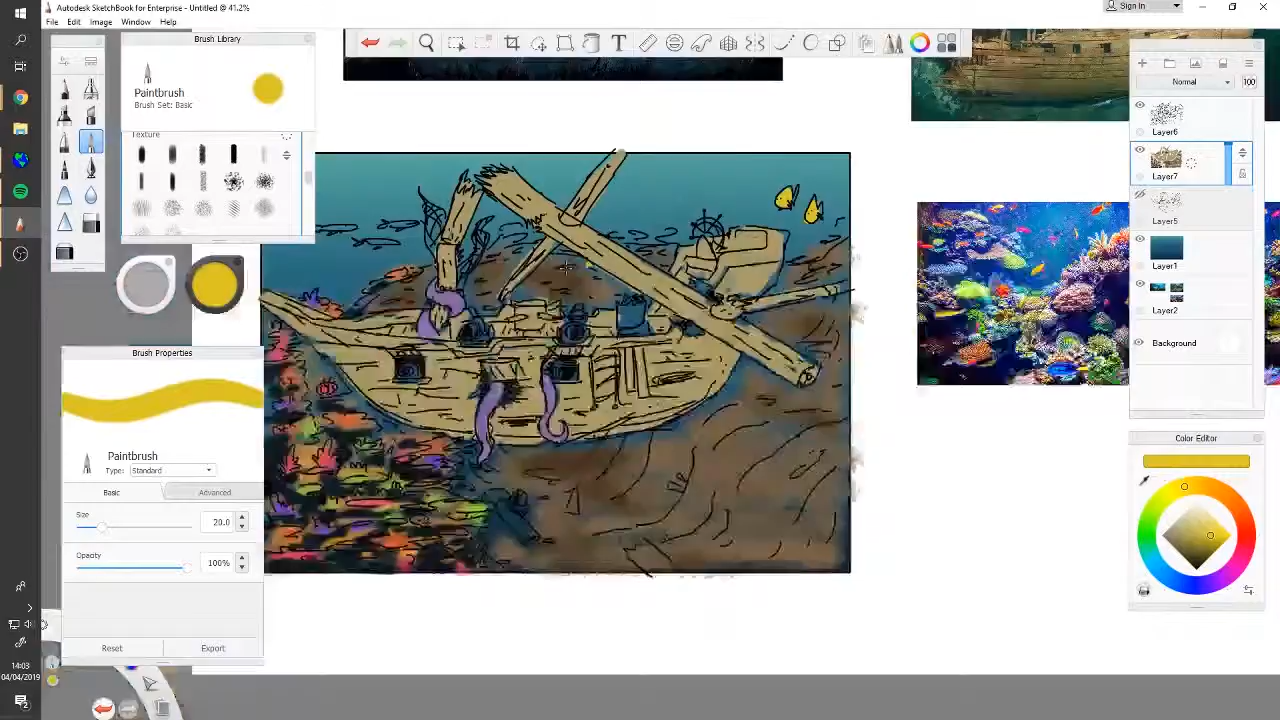 Autodesk SketchBook for Enterprise - Untitled @ 41.2%
Sign In
File Edit Image Window Help
Brush Library
Paintbrush
Brush Set: Basic
Texture
Brush Properties
Paintbrush
Type: Standard
Basic Advanced
Size 20.0
Opacity 100%
Reset Export
Normal 100
Layer6
Layer7
Layer5
Layer1
Layer2
Background
Color Editor
14:03
04/04/2019